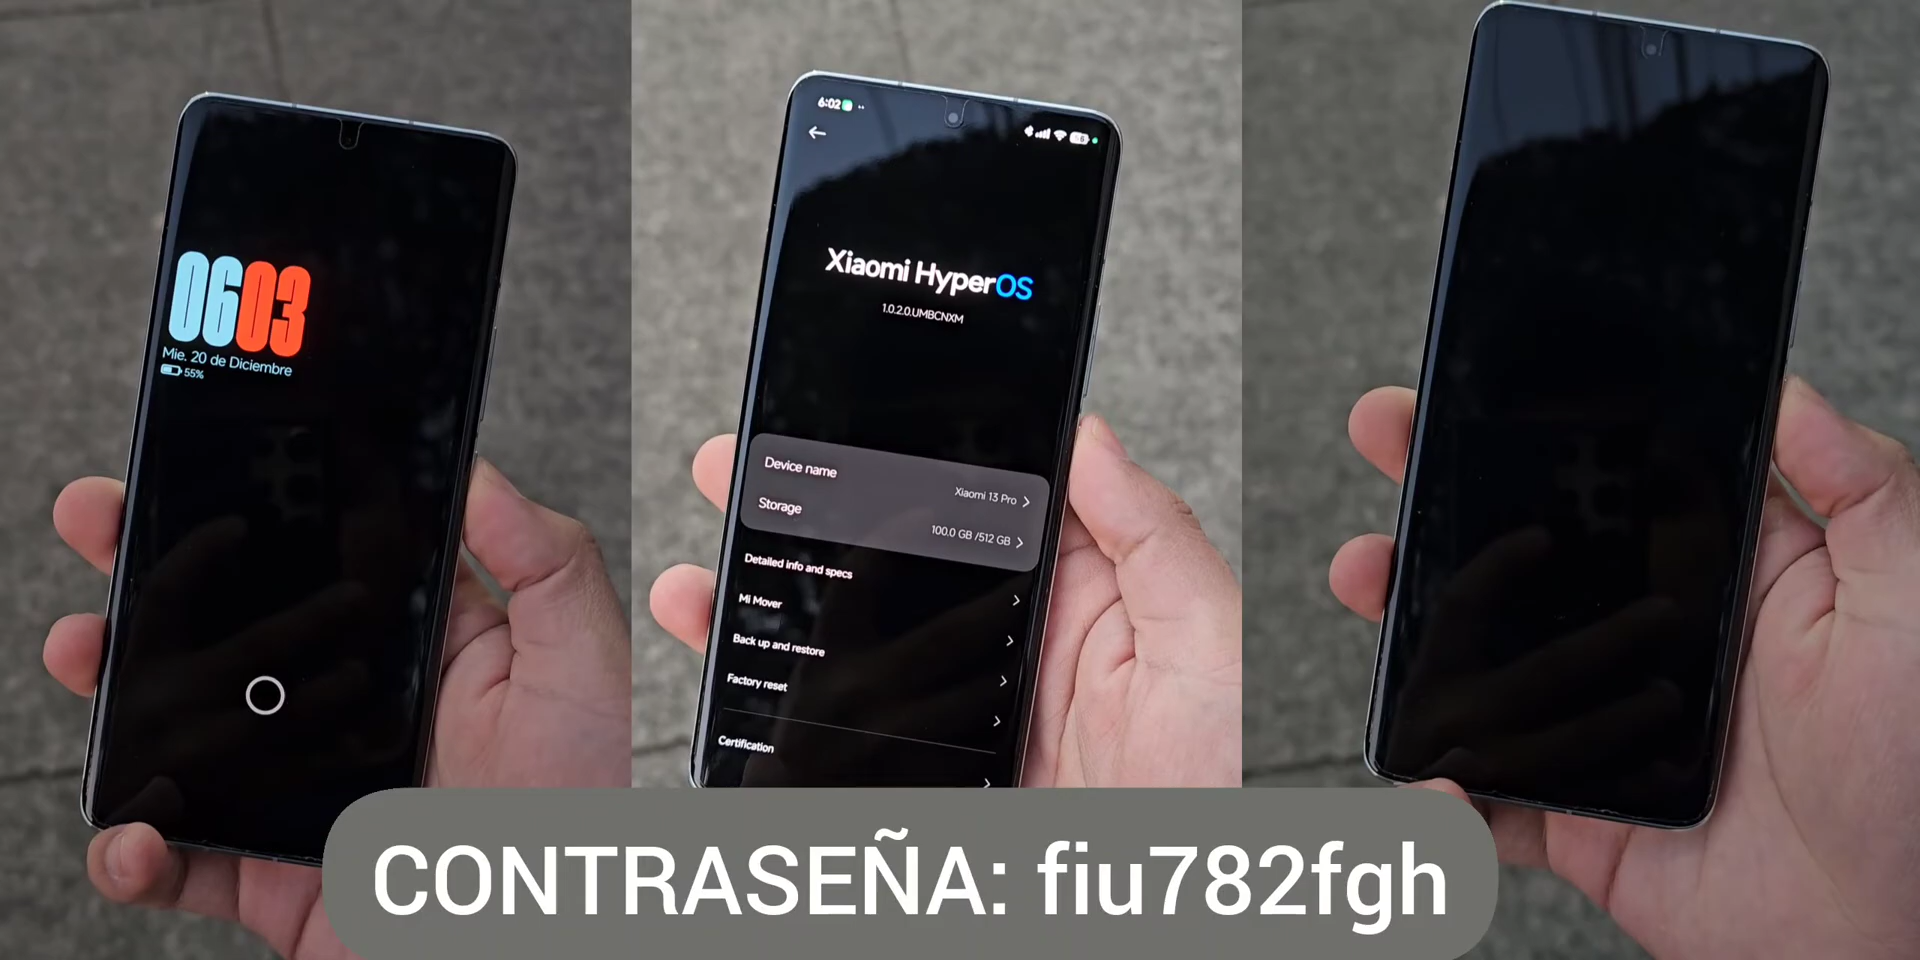 0603
Mie. 20 de Diciembre
55%
6:02
Xiaomi HyperOS
1.0.2.0.UMBCNXM
Device name
Xiaomi 13 Pro
Storage
100.0 GB /512 GB
Detailed info and specs
Mi Mover
Back up and restore
Factory reset
Certification
CONTRASEÑA: fiu782fgh